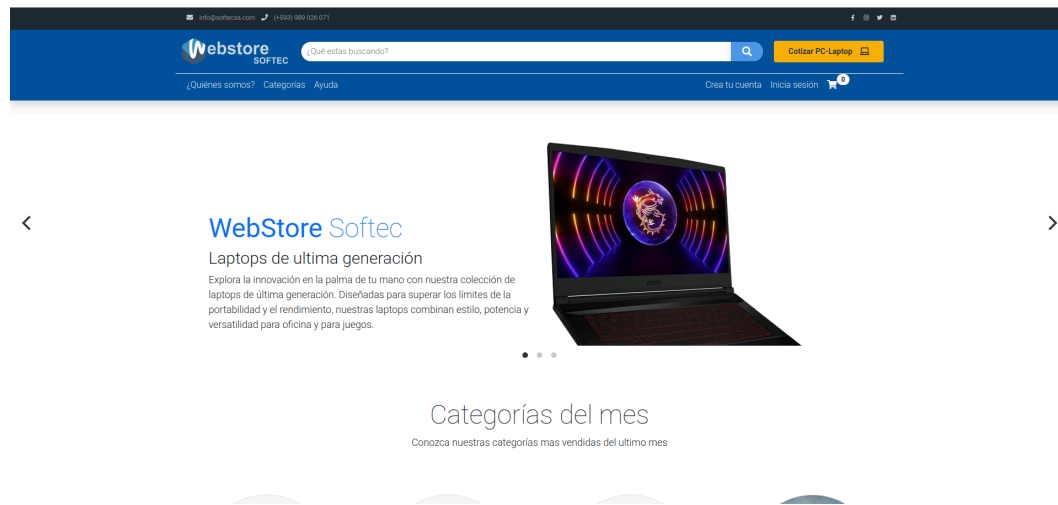 info@softecsa.com (+593) 989 026 071
Webstore
SOFTEC
¿Qué estas buscando?
Cotizar PC-Laptop
¿Quiénes somos? Categorías Ayuda
Crea tu cuenta Inicia sesión 0
WebStore Softec
Laptops de ultima generación
Explora la innovación en la palma de tu mano con nuestra colección de
laptops de última generación. Diseñadas para superar los límites de la
portabilidad y el rendimiento, nuestras laptops combinan estilo, potencia y
versatilidad para oficina y para juegos.
Categorías del mes
Conozca nuestras categorías mas vendidas del ultimo mes